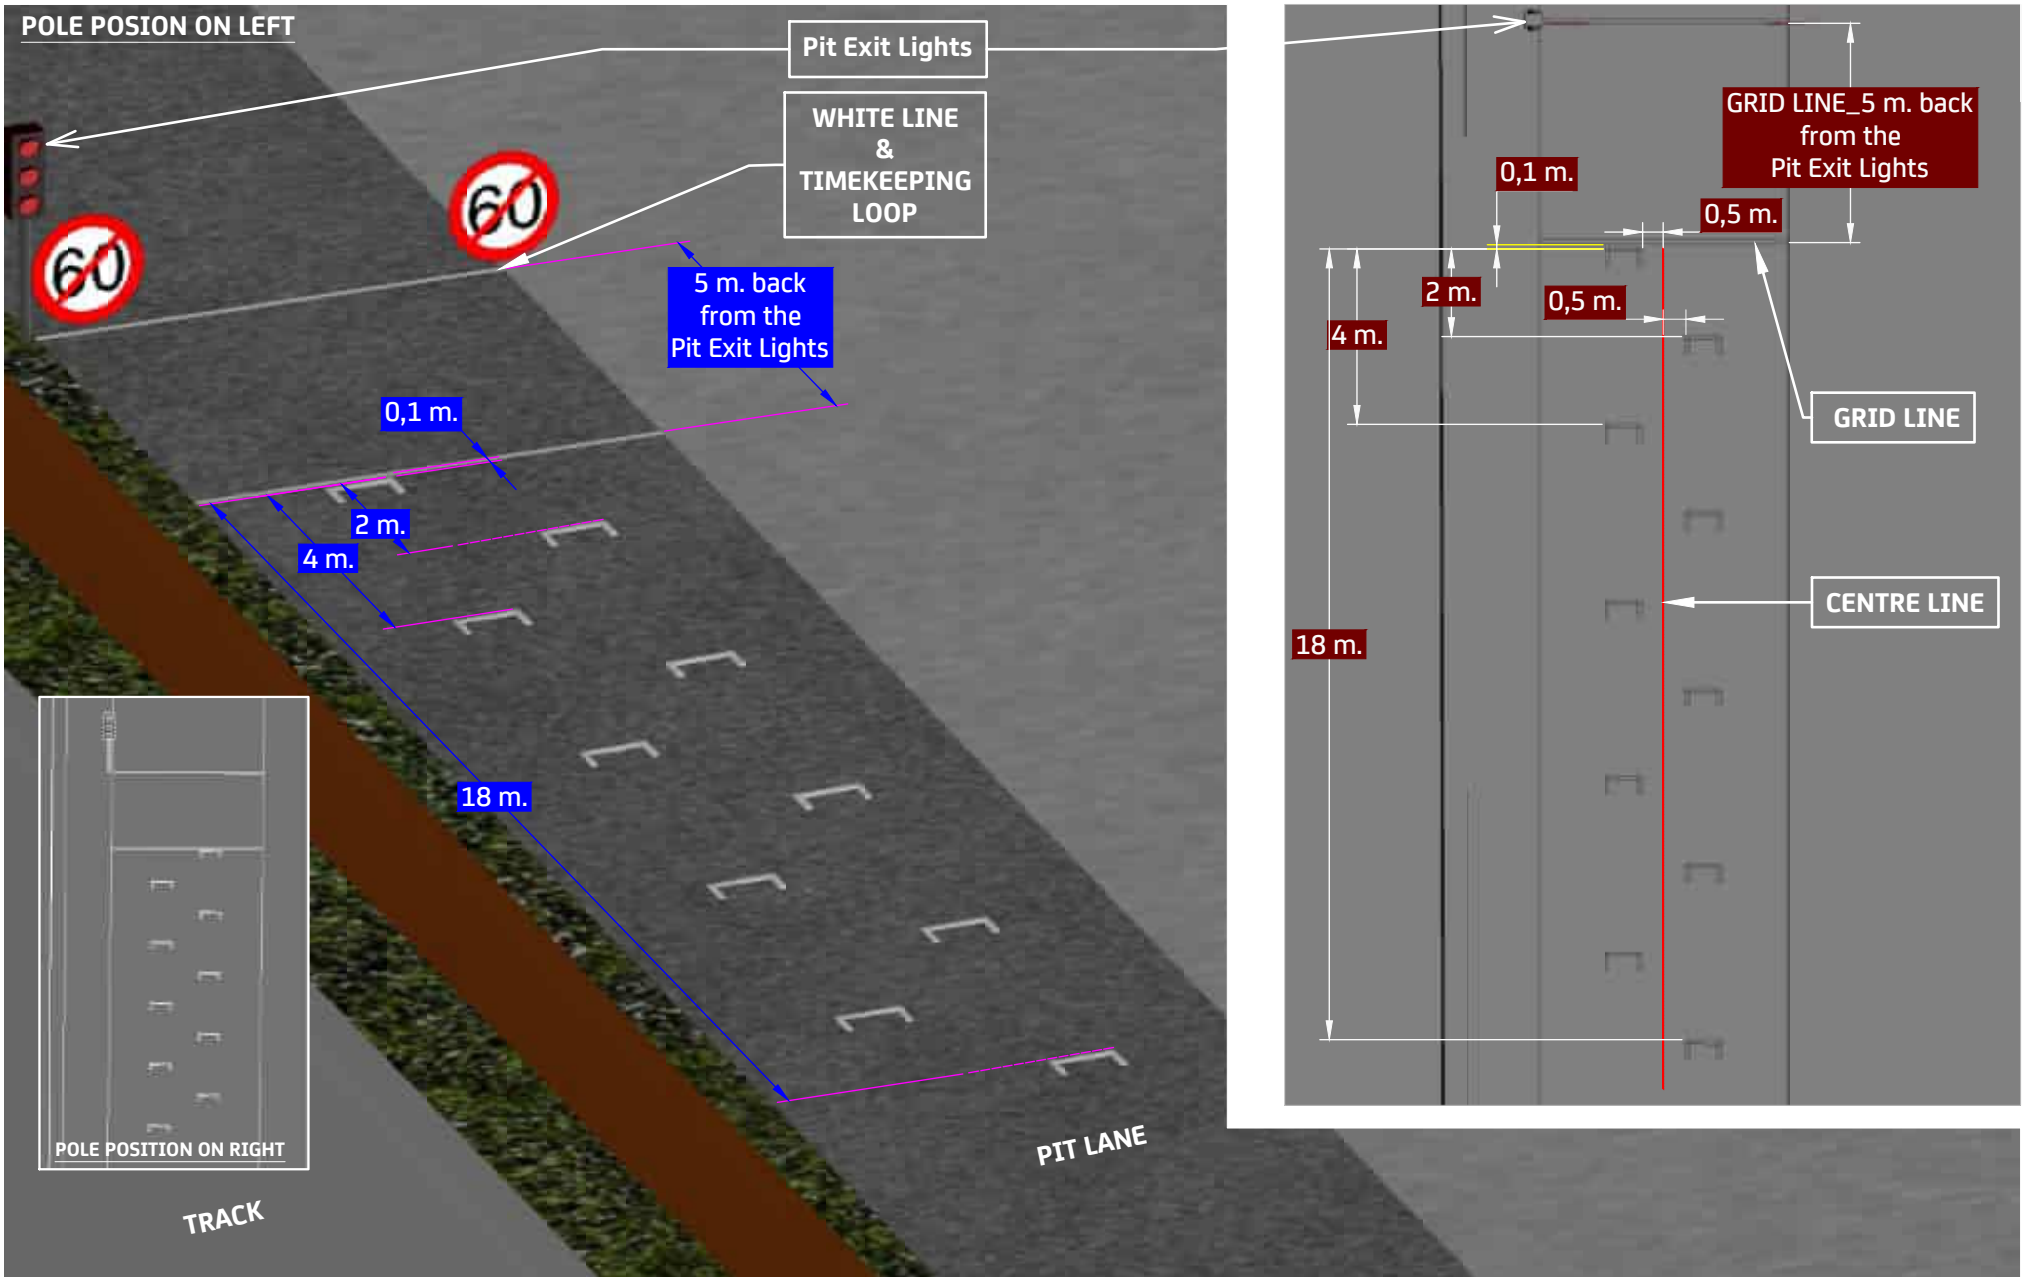 POLE POSION ON LEFT
Pit Exit Lights
WHITE LINE
&
TIMEKEEPING
LOOP
60
60
5 m. back
from the
Pit Exit Lights
0,1 m.
2 m.
4 m.
18 m.
POLE POSITION ON RIGHT
TRACK
PIT LANE
GRID LINE_5 m. back
from the
Pit Exit Lights
0,1 m.
0,5 m.
2 m.
0,5 m.
4 m.
GRID LINE
CENTRE LINE
18 m.